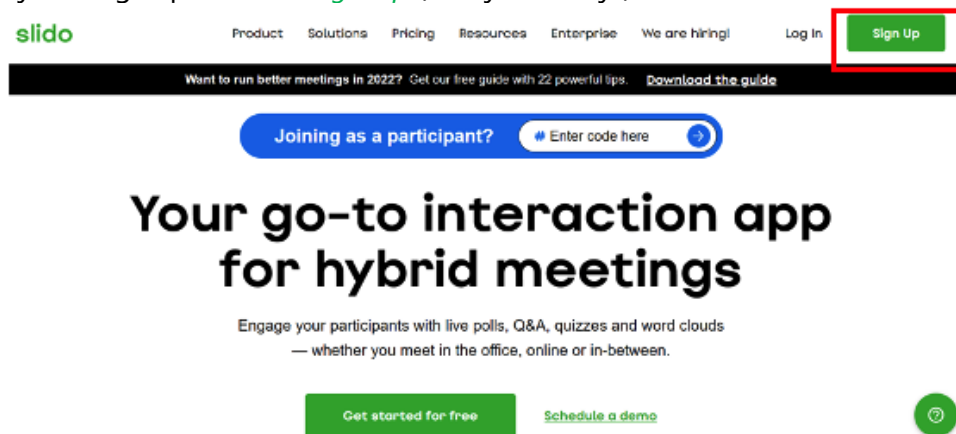 slido
Product Solutions Pricing Resources Enterprise We are hiring! Log In Sign Up
Want to run better meetings in 2022? Get our free guide with 22 powerful tips. Download the guide
Joining as a participant? # Enter code here
Your go-to interaction app
for hybrid meetings
Engage your participants with live polls, Q&A, quizzes and word clouds
— whether you meet in the office, online or in-between.
Get started for free Schedule a demo